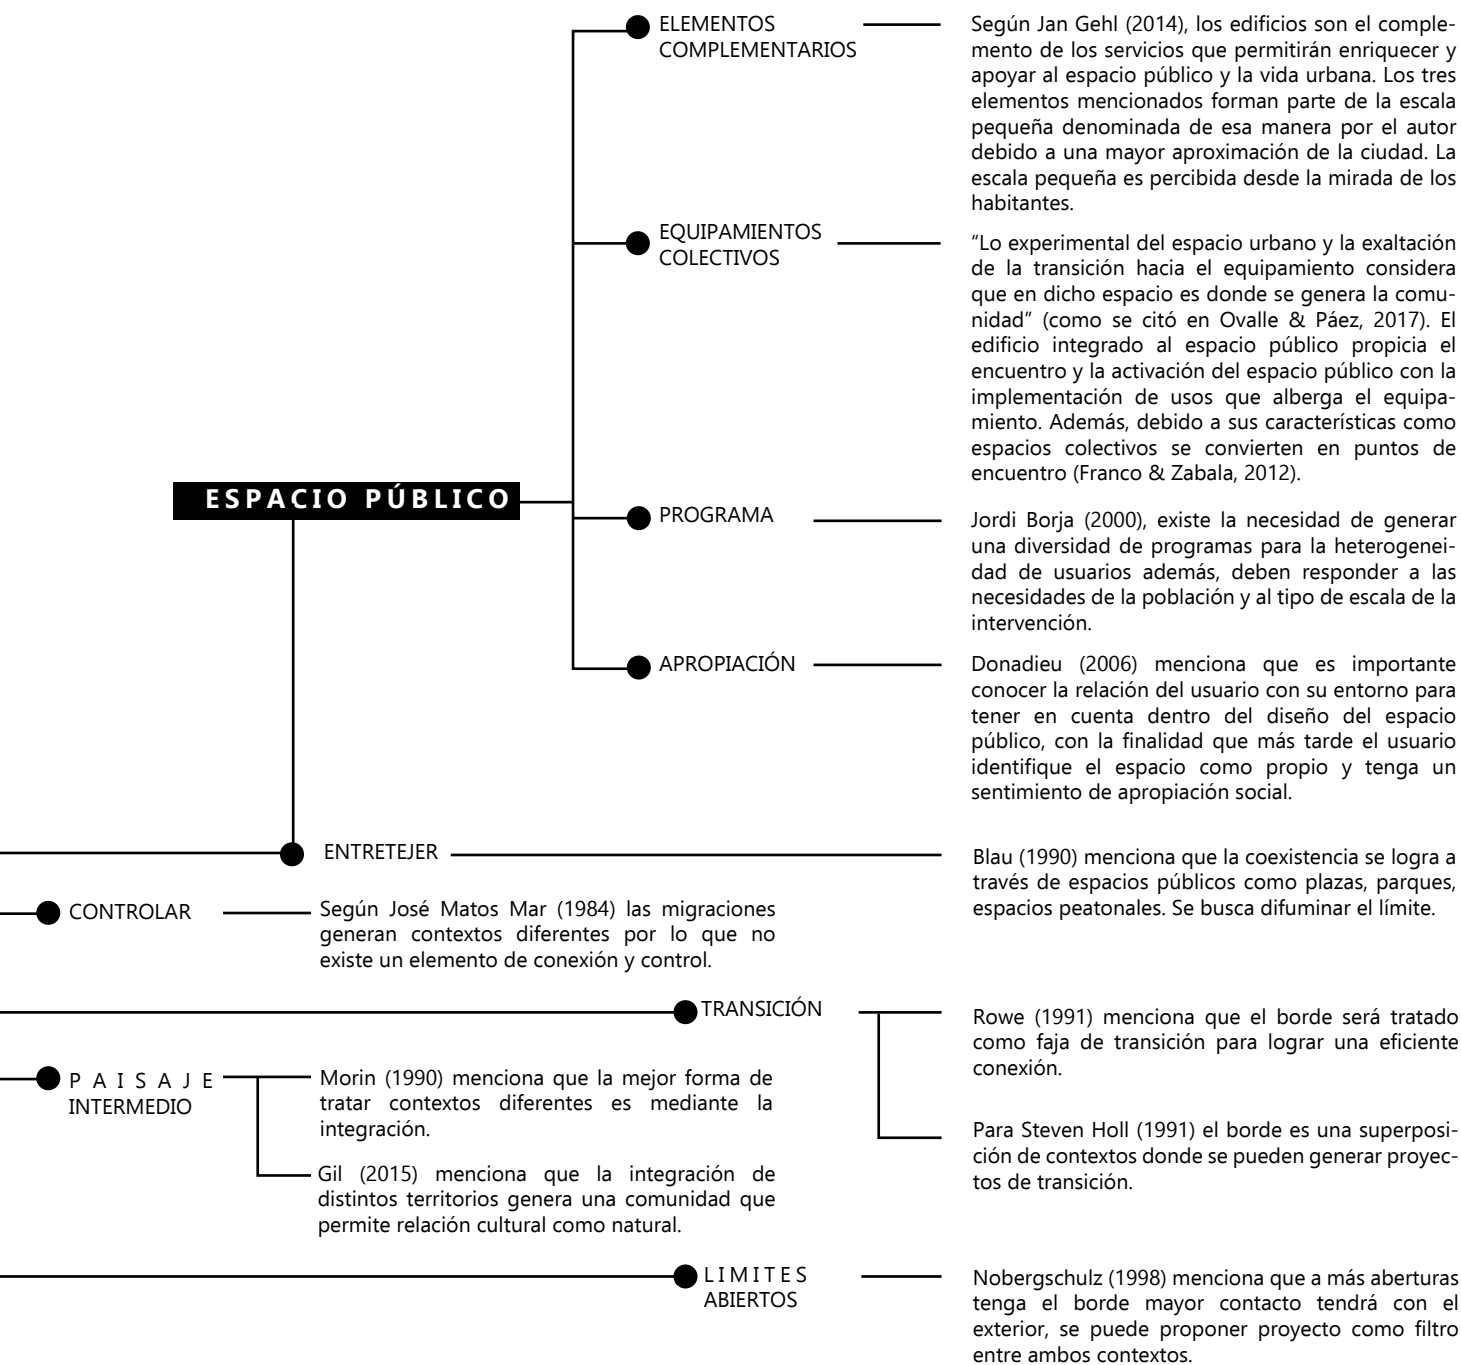 ELEMENTOS
COMPLEMENTARIOS
Según Jan Gehl (2014), los edificios son el comple-
mento de los servicios que permitirán enriquecer y
apoyar al espacio público y la vida urbana. Los tres
elementos mencionados forman parte de la escala
pequeña denominada de esa manera por el autor
debido a una mayor aproximación de la ciudad. La
escala pequeña es percibida desde la mirada de los
habitantes.
EQUIPAMIENTOS
COLECTIVOS
“Lo experimental del espacio urbano y la exaltación
de la transición hacia el equipamiento considera
que en dicho espacio es donde se genera la comu-
nidad” (como se citó en Ovalle & Páez, 2017). El
edificio integrado al espacio público propicia el
encuentro y la activación del espacio público con la
implementación de usos que alberga el equipa-
miento. Además, debido a sus características como
espacios colectivos se convierten en puntos de
encuentro (Franco & Zabala, 2012).
ESPACIO PÚBLICO
PROGRAMA
Jordi Borja (2000), existe la necesidad de generar
una diversidad de programas para la heterogenei-
dad de usuarios además, deben responder a las
necesidades de la población y al tipo de escala de la
intervención.
APROPIACIÓN
Donadieu (2006) menciona que es importante
conocer la relación del usuario con su entorno para
tener en cuenta dentro del diseño del espacio
público, con la finalidad que más tarde el usuario
identifique el espacio como propio y tenga un
sentimiento de apropiación social.
ENTRETEJER
Blau (1990) menciona que la coexistencia se logra a
través de espacios públicos como plazas, parques,
espacios peatonales. Se busca difuminar el límite.
CONTROLAR
Según José Matos Mar (1984) las migraciones
generan contextos diferentes por lo que no
existe un elemento de conexión y control.
TRANSICIÓN
Rowe (1991) menciona que el borde será tratado
como faja de transición para lograr una eficiente
conexión.
Para Steven Holl (1991) el borde es una superposi-
ción de contextos donde se pueden generar proyec-
tos de transición.
PAISAJE
INTERMEDIO
Morin (1990) menciona que la mejor forma de
tratar contextos diferentes es mediante la
integración.
Gil (2015) menciona que la integración de
distintos territorios genera una comunidad que
permite relación cultural como natural.
LIMITES
ABIERTOS
Nobergschulz (1998) menciona que a más aberturas
tenga el borde mayor contacto tendrá con el
exterior, se puede proponer proyecto como filtro
entre ambos contextos.